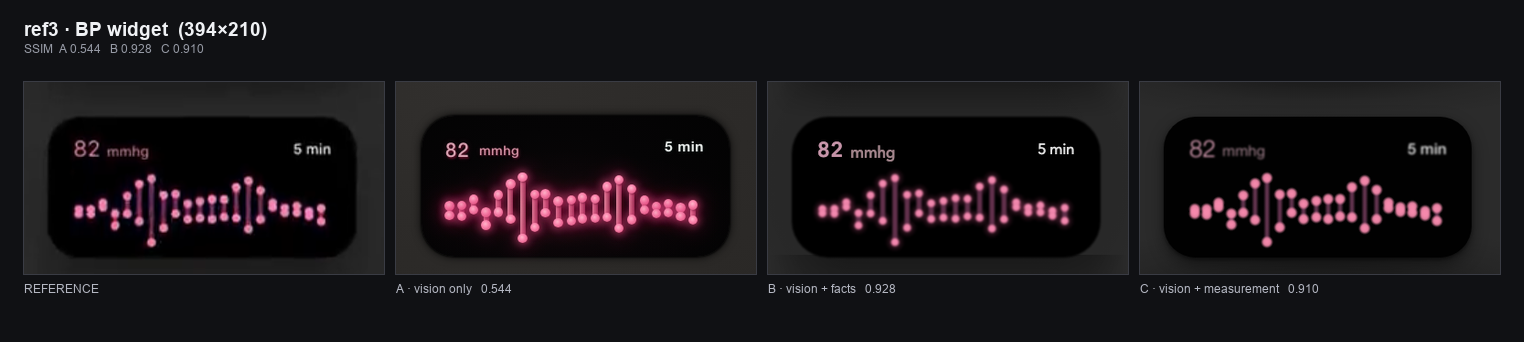 ref3 · BP widget (394×210)
SSIM A 0.544 B 0.928 C 0.910
82 mmhg 5 min
82 mmhg 5 min
82 mmhg 5 min
82 mmhg 5 min
REFERENCE
A · vision only 0.544
B · vision + facts 0.928
C · vision + measurement 0.910